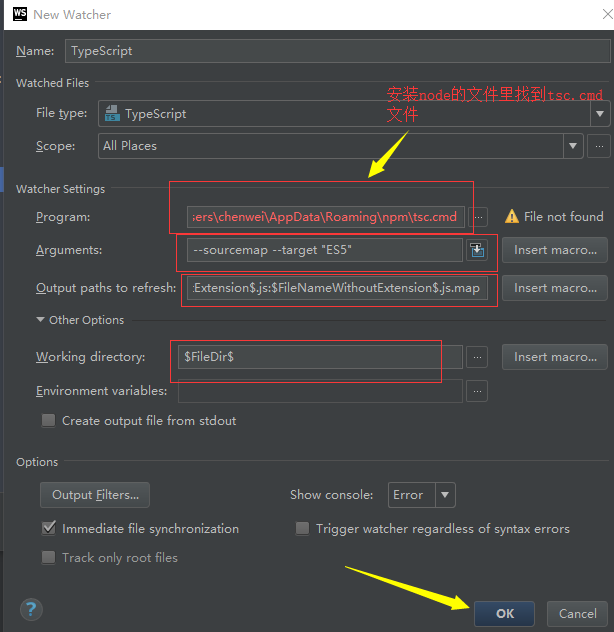 WS New Watcher
Name: TypeScript
Watched Files
安装node的文件里找到tsc.cmd
文件
File type: TS TypeScript
Scope: All Places ...
Watcher Settings
Program: sers\chenwei\AppData\Roaming\npm\tsc.cmd ... File not found
Arguments: --sourcemap --target "ES5" Insert macro...
Output paths to refresh: :Extension$.js:$FileNameWithoutExtension$.js.map Insert macro...
Other Options
Working directory: $FileDir$ ... Insert macro...
Environment variables: ...
Create output file from stdout
Options
Output Filters... Show console: Error
Immediate file synchronization Trigger watcher regardless of syntax errors
Track only root files
? OK Cancel